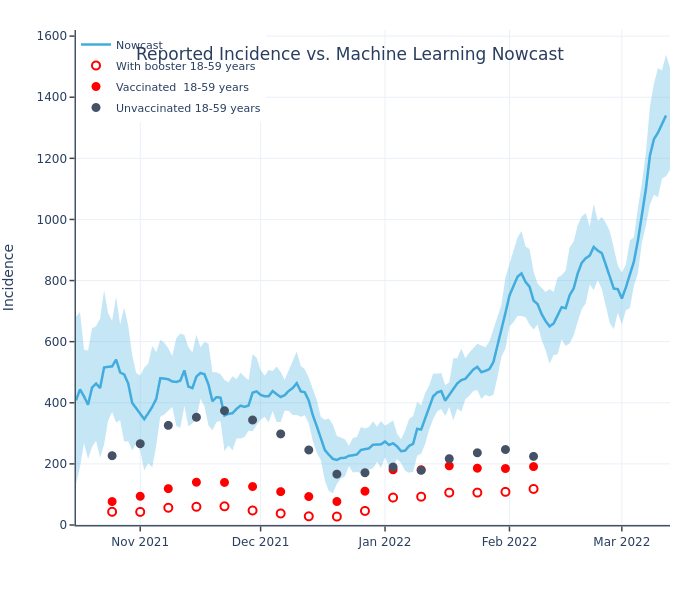 Reported Incidence vs. Machine Learning Nowcast
Nowcast
With booster 18-59 years
Vaccinated  18-59 years
Unvaccinated 18-59 years
Incidence
1600
1400
1200
1000
800
600
400
200
0
Nov 2021
Dec 2021
Jan 2022
Feb 2022
Mar 2022